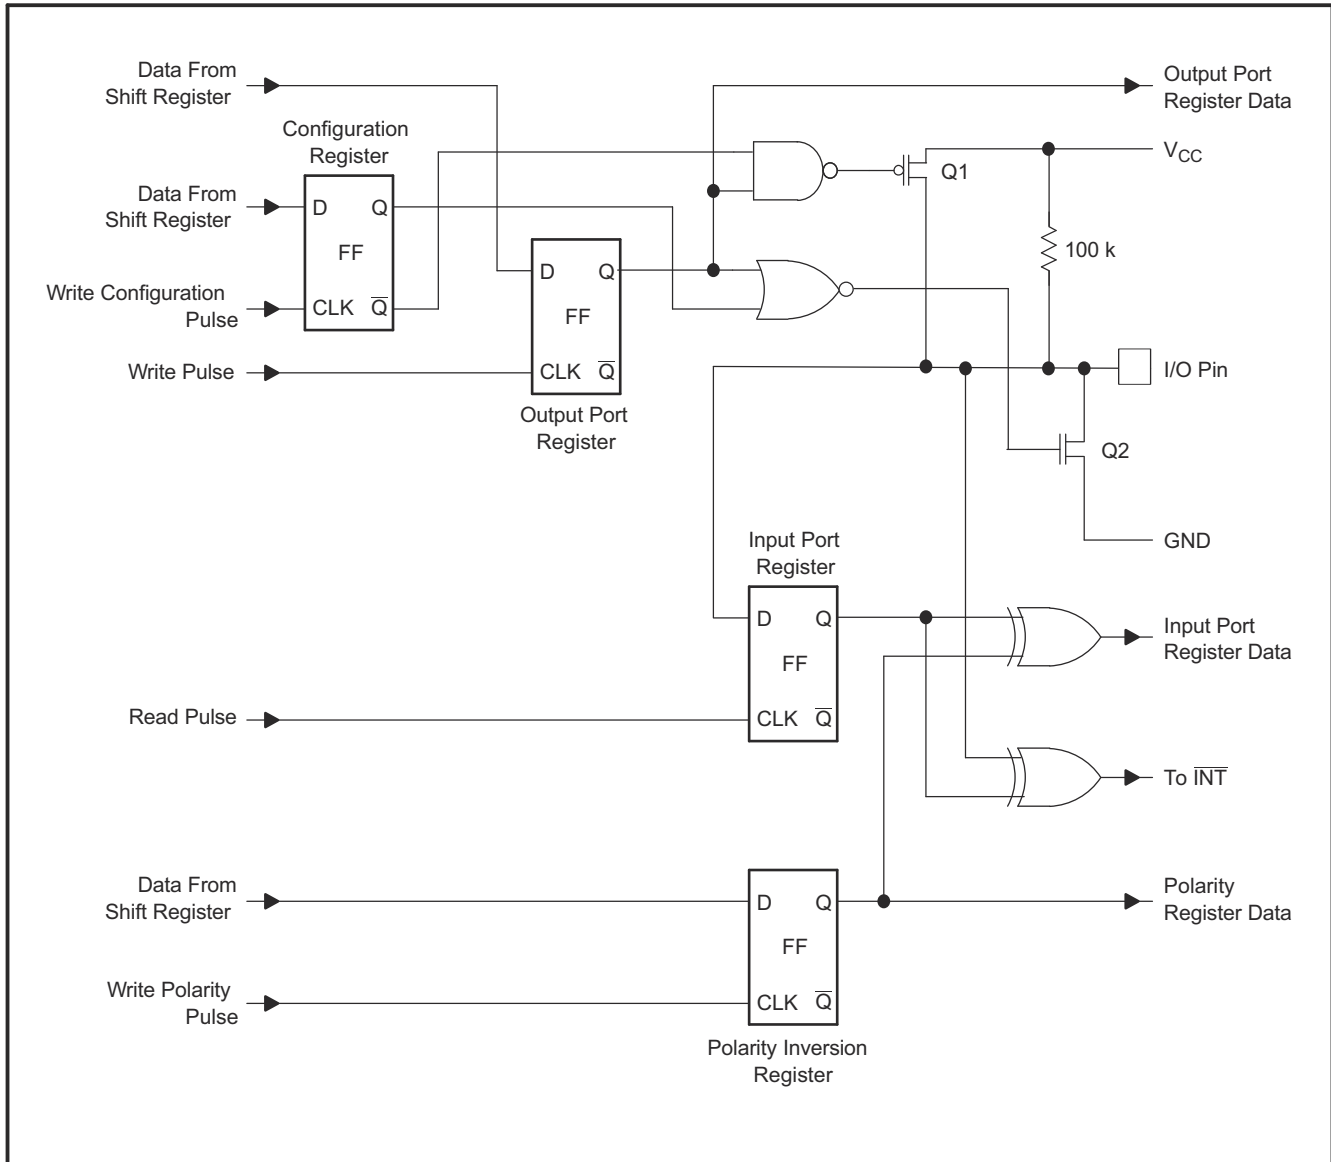 Data From
Shift Register
Output Port
Register Data
Configuration
Register
VCC
Q1
Data From
Shift Register
D Q
FF
CLK Q̅
100 k
Write Configuration
Pulse
D Q
FF
CLK Q̅
Write Pulse
I/O Pin
Output Port
Register
Q2
GND
Input Port
Register
D Q
FF
CLK Q̅
Input Port
Register Data
Read Pulse
To I̅N̅T̅
Data From
Shift Register
D Q
FF
CLK Q̅
Polarity
Register Data
Write Polarity
Pulse
Polarity Inversion
Register